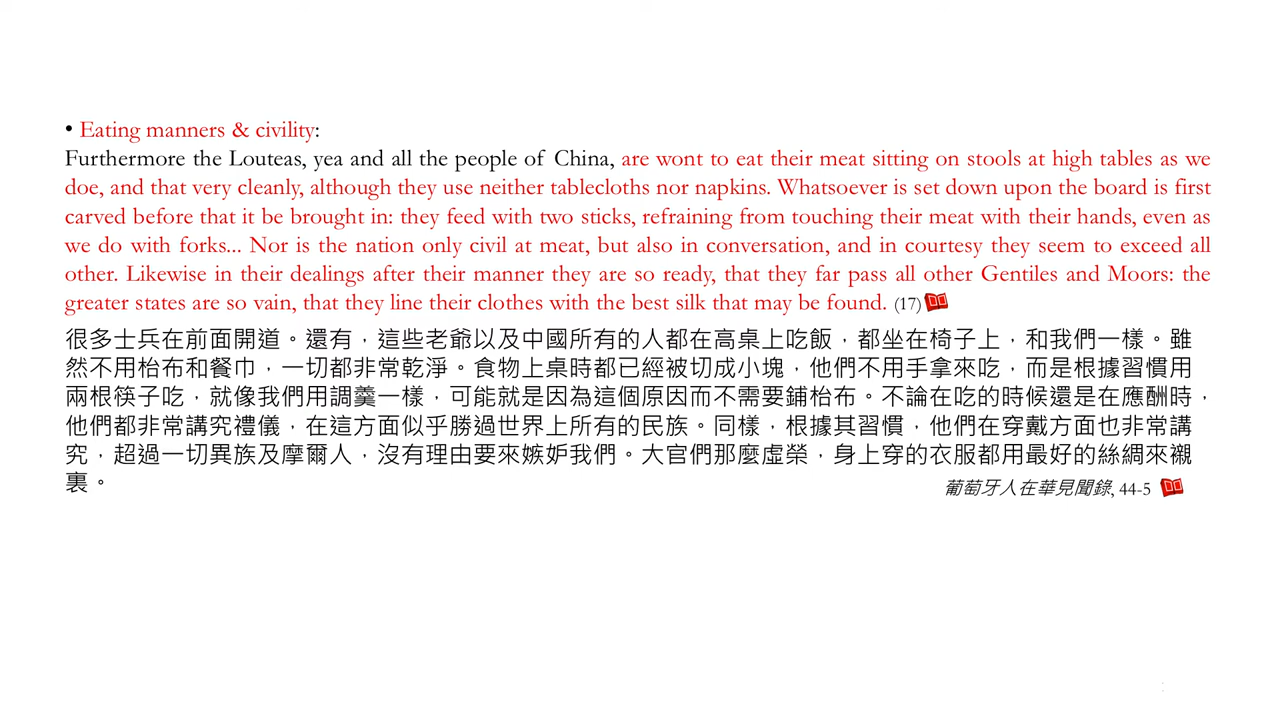 • Eating manners & civility:
Furthermore the Louteas, yea and all the people of China, are wont to eat their meat sitting on stools at high tables as we
doe, and that very cleanly, although they use neither tablecloths nor napkins. Whatsoever is set down upon the board is first
carved before that it be brought in: they feed with two sticks, refraining from touching their meat with their hands, even as
we do with forks... Nor is the nation only civil at meat, but also in conversation, and in courtesy they seem to exceed all
other. Likewise in their dealings after their manner they are so ready, that they far pass all other Gentiles and Moors: the
greater states are so vain, that they line their clothes with the best silk that may be found. (17)
很多士兵在前面開道。還有，這些老爺以及中國所有的人都在高桌上吃飯，都坐在椅子上，和我們一樣。雖
然不用枱布和餐巾，一切都非常乾淨。食物上桌時都已經被切成小塊，他們不用手拿來吃，而是根據習慣用
兩根筷子吃，就像我們用調羹一樣，可能就是因為這個原因而不需要鋪枱布。不論在吃的時候還是在應酬時，
他們都非常講究禮儀，在這方面似乎勝過世界上所有的民族。同樣，根據其習慣，他們在穿戴方面也非常講
究，超過一切異族及摩爾人，沒有理由要來嫉妒我們。大官們那麼虛榮，身上穿的衣服都用最好的絲綢來襯
裏。
葡萄牙人在華見聞錄, 44-5